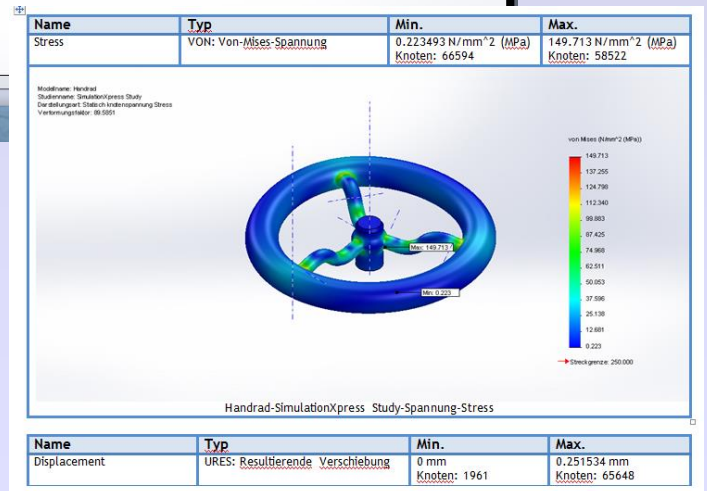 Name Typ Min. Max.
Stress VON: Von-Mises-Spannung 0.223493 N/mm^2 (MPa) 149.713 N/mm^2 (MPa)
Knoten: 66594 Knoten: 58522
Modellname: Handrad
Studienname: SimulationXpress Study
Darstellungsart: Statisch knotenspannung Stress
Verformungsfaktor: 89.5851
von Mises (N/mm^2 (MPa))
149.713
137.255
124.798
112.340
99.883
87.425
74.968
62.511
50.053
37.596
25.138
12.681
0.223
Streckgrenze: 250.000
Max: 149.713
Min: 0.223
Handrad-SimulationXpress Study-Spannung-Stress
Name Typ Min. Max.
Displacement URES: Resultierende Verschiebung 0 mm 0.251534 mm
Knoten: 1961 Knoten: 65648